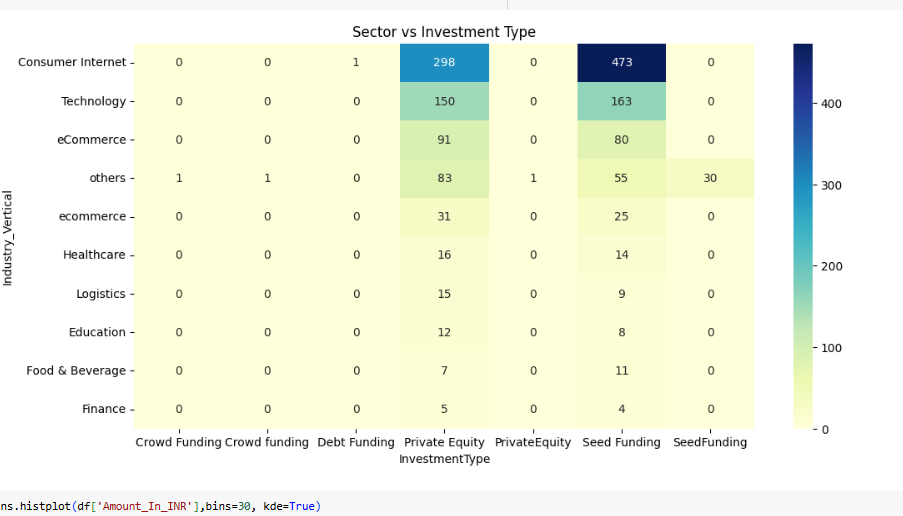 Sector vs Investment Type
Consumer Internet 0 0 1 298 0 473 0
Technology 0 0 0 150 0 163 0
eCommerce 0 0 0 91 0 80 0
others 1 1 0 83 1 55 30
ecommerce 0 0 0 31 0 25 0
Healthcare 0 0 0 16 0 14 0
Logistics 0 0 0 15 0 9 0
Education 0 0 0 12 0 8 0
Food & Beverage 0 0 0 7 0 11 0
Finance 0 0 0 5 0 4 0
Crowd Funding Crowd funding Debt Funding Private Equity PrivateEquity Seed Funding SeedFunding
InvestmentType
Industry_Vertical
400
300
200
100
0
ns.histplot(df['Amount_In_INR'],bins=30, kde=True)